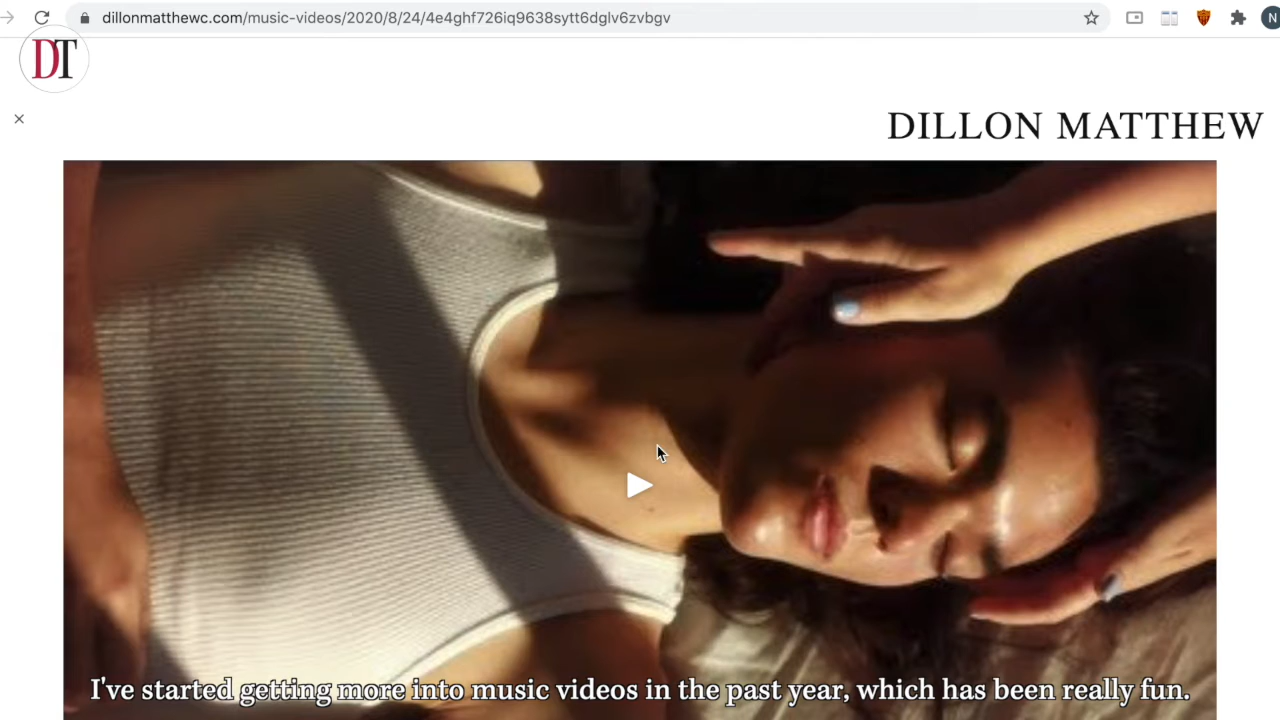 dillonmatthewc.com/music-videos/2020/8/24/4e4ghf726iq9638sytt6dglv6zvbgv
N
DT
DILLON MATTHEW
I've started getting more into music videos in the past year, which has been really fun.